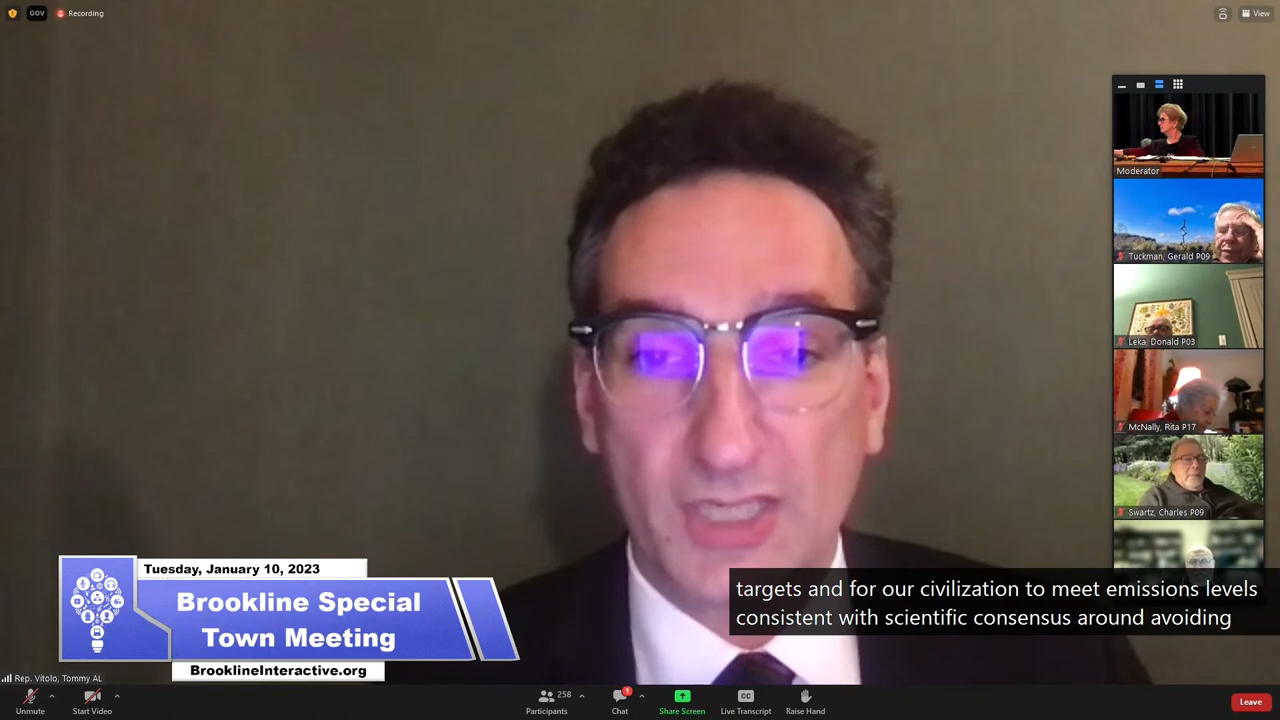 GOV
Recording
View
Moderator
Tuckman, Gerald P09
Leka, Donald P03
McNally, Rita P17
Swartz, Charles P09
Tuesday, January 10, 2023
Brookline Special
Town Meeting
BrooklineInteractive.org
targets and for our civilization to meet emissions levels
consistent with scientific consensus around avoiding
Rep. Vitolo, Tommy AL
Unmute
Start Video
258
Participants
1
Chat
Share Screen
CC
Live Transcript
Raise Hand
Leave